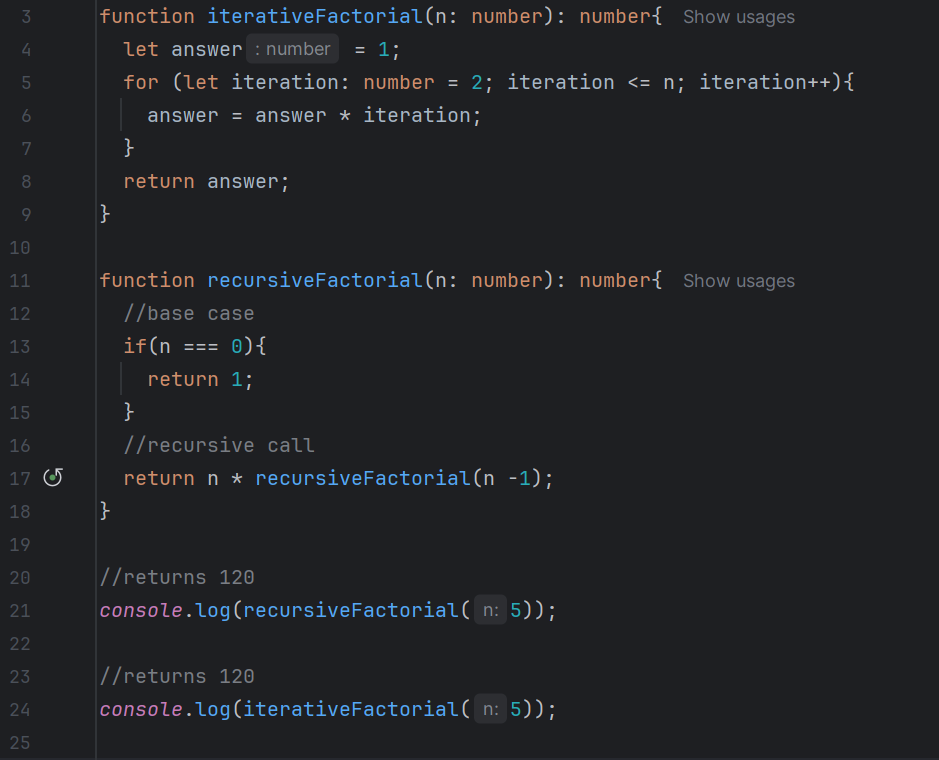 3 function iterativeFactorial(n: number): number{ Show usages
4 let answer : number = 1;
5 for (let iteration: number = 2; iteration <= n; iteration++){
6 answer = answer * iteration;
7 }
8 return answer;
9 }
10
11 function recursiveFactorial(n: number): number{ Show usages
12 //base case
13 if(n === 0){
14 return 1;
15 }
16 //recursive call
17 return n * recursiveFactorial(n -1);
18 }
19
20 //returns 120
21 console.log(recursiveFactorial( n: 5));
22
23 //returns 120
24 console.log(iterativeFactorial( n: 5));
25